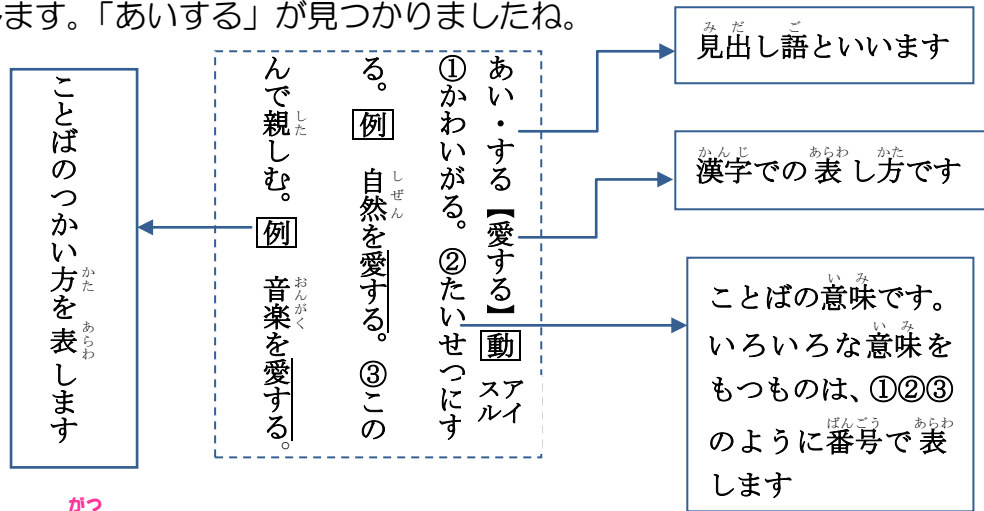 ます。「あいする」が見つかりましたね。
見出し語といいます
漢字での表し方です
ことばの意味です。
いろいろな意味を
もつものは、①②③
のように番号で表
します
あい・する【愛する】動 アイスル
①かわいがる。②たいせつにす
る。例 自然を愛する。③この
んで親しむ。例 音楽を愛する。
ことばのつかい方を表します
がつ